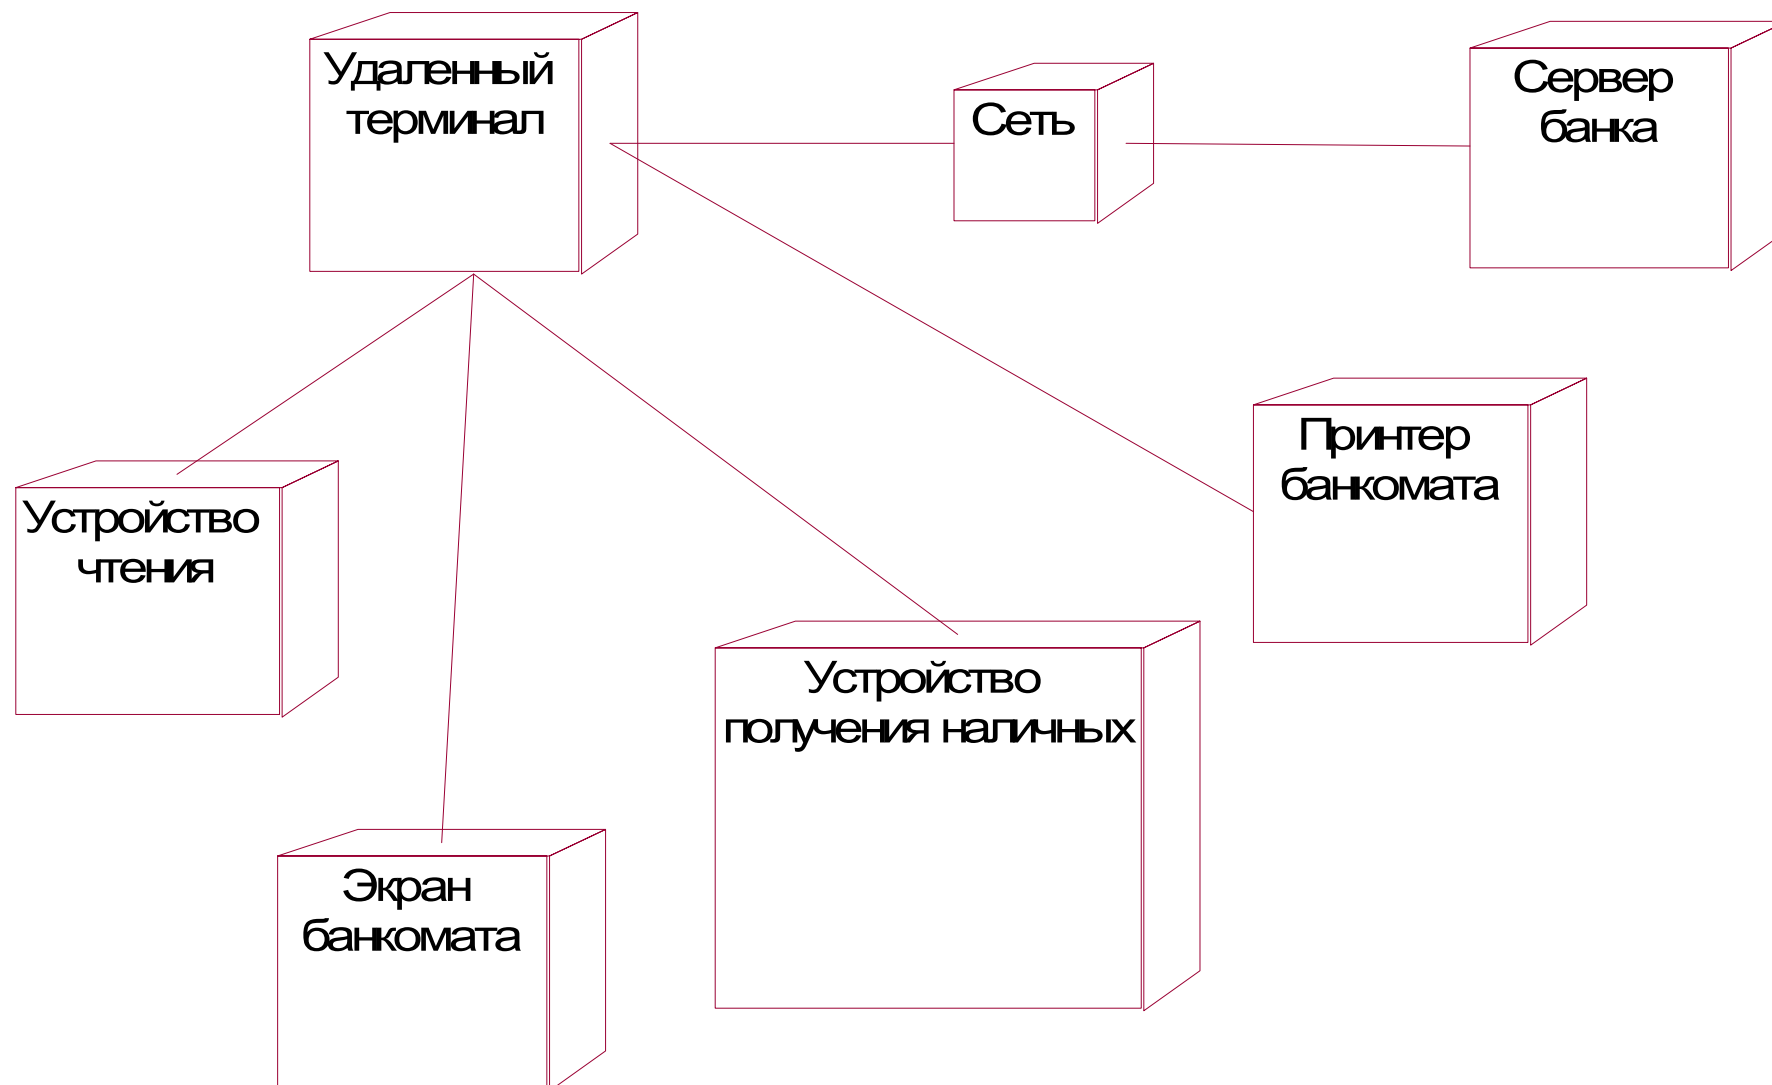 Удаленный
терминал
Сеть
Сервер
банка
Принтер
банкомата
Устройство
чтения
Устройство
получения наличных
Экран
банкомата